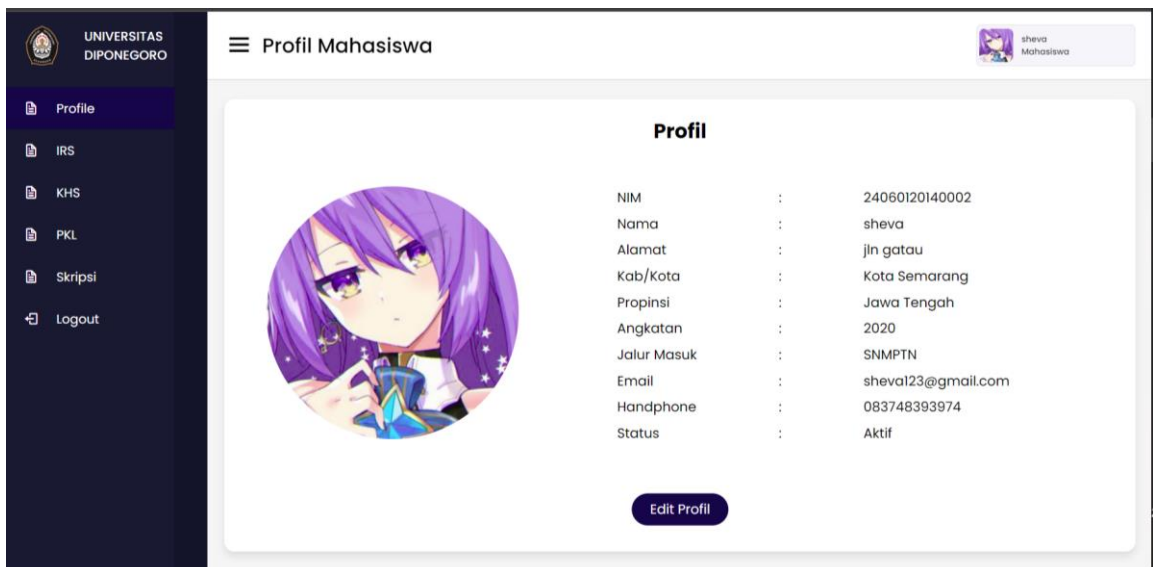 UNIVERSITAS
DIPONEGORO
Profile
IRS
KHS
PKL
Skripsi
Logout
Profil Mahasiswa
sheva
Mahasiswa
Profil
NIM : 24060120140002
Nama : sheva
Alamat : jln gatau
Kab/Kota : Kota Semarang
Propinsi : Jawa Tengah
Angkatan : 2020
Jalur Masuk : SNMPTN
Email : sheva123@gmail.com
Handphone : 083748393974
Status : Aktif
Edit Profil